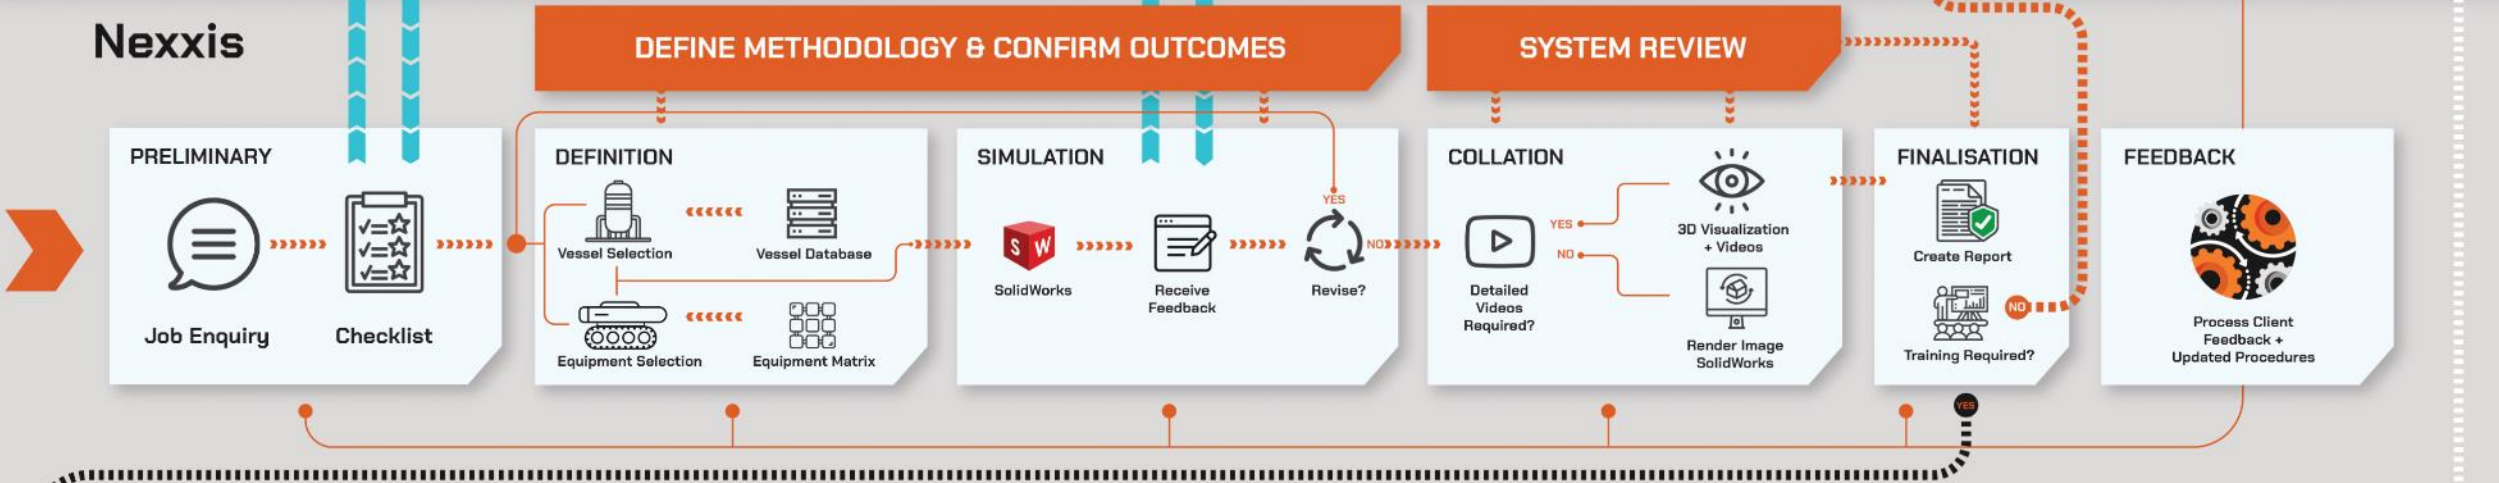 Nexxis
DEFINE METHODOLOGY & CONFIRM OUTCOMES
SYSTEM REVIEW
PRELIMINARY
Job Enquiry
Checklist
DEFINITION
Vessel Selection
Vessel Database
Equipment Selection
Equipment Matrix
SIMULATION
S W
SolidWorks
Receive
Feedback
YES
Revise?
NO
COLLATION
Detailed
Videos
Required?
YES
NO
3D Visualization
+ Videos
Render Image
SolidWorks
FINALISATION
Create Report
Training Required?
NO
YES
FEEDBACK
Process Client
Feedback +
Updated Procedures